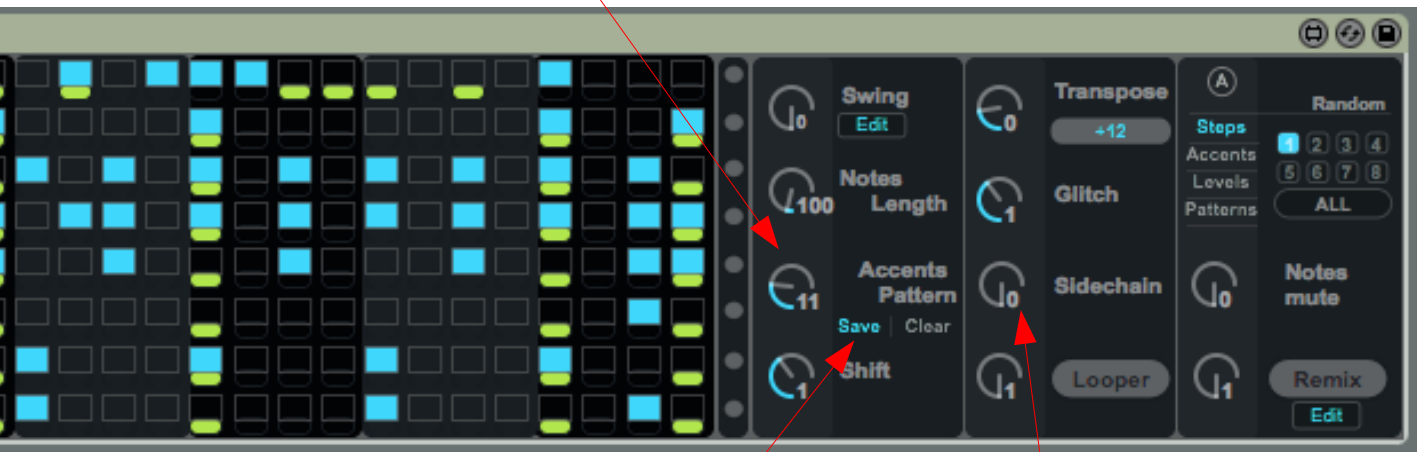 Swing
0
Edit
Notes
Length
100
Accents
Pattern
11
Save Clear
Shift
1
Transpose
0
+12
Glitch
1
Sidechain
0
Looper
1
A
Random
Steps
Accents
Levels
Patterns
1 2 3 4
5 6 7 8
ALL
Notes
mute
0
Remix
1
Edit